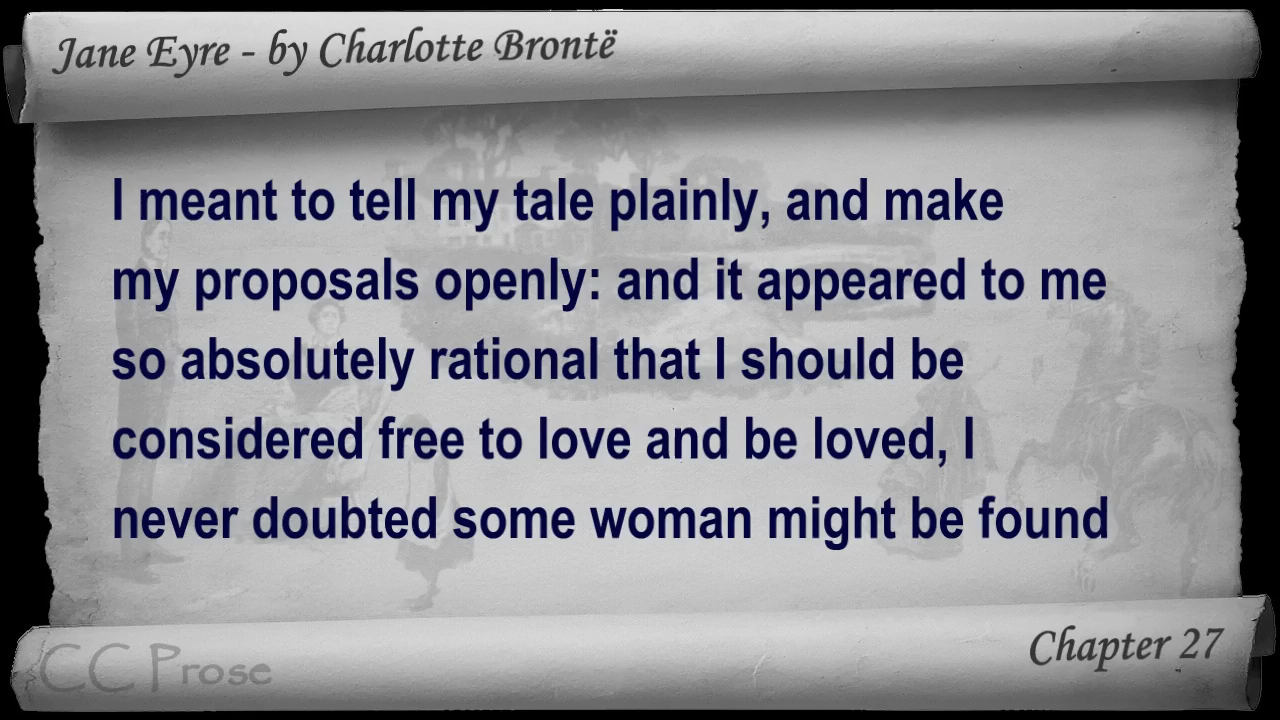 Jane Eyre - by Charlotte Brontë
I meant to tell my tale plainly, and make
my proposals openly: and it appeared to me
so absolutely rational that I should be
considered free to love and be loved, I
never doubted some woman might be found
CC Prose
Chapter 27